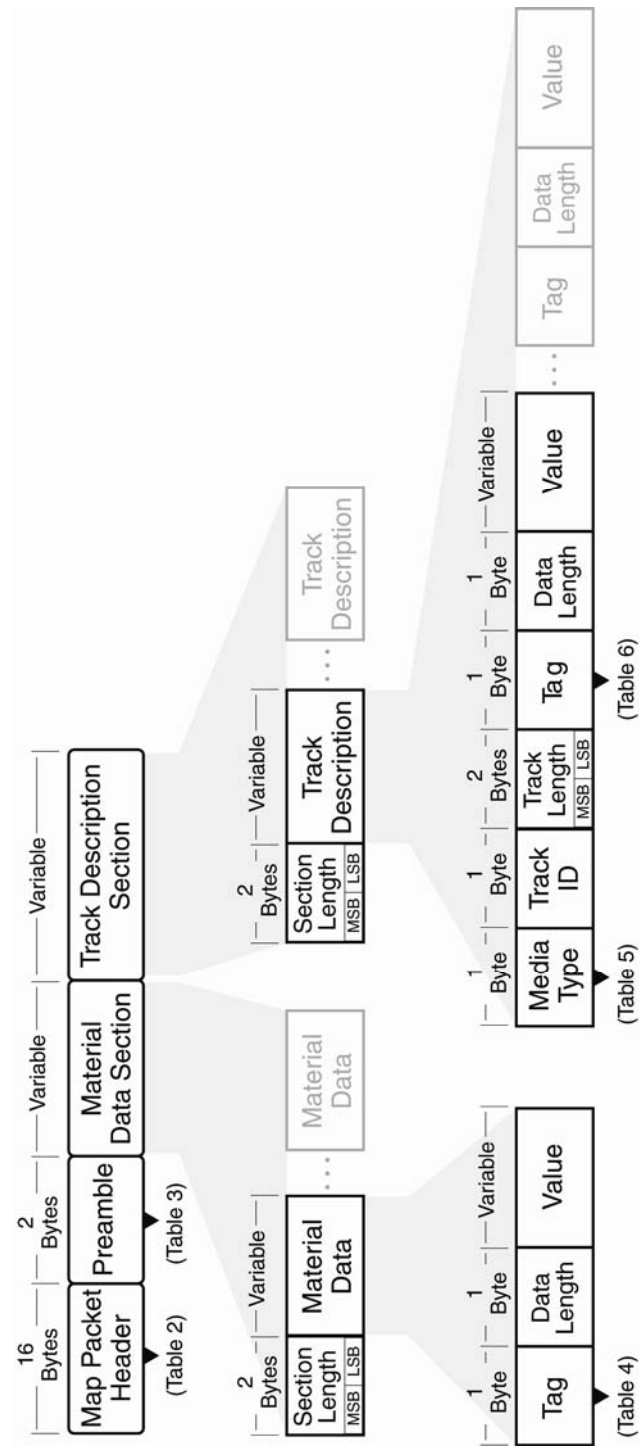 16
Bytes
2
Bytes
Variable
Variable
Map Packet
Header
Preamble
Material
Data Section
Track Description
Section
(Table 2)
(Table 3)
2
Bytes
Variable
Section
Length
MSB LSB
Material
Data
...
Material
Data
2
Bytes
Variable
Section
Length
MSB LSB
Track
Description
...
Track
Description
1
Byte
1
Byte
Variable
Tag
Data
Length
Value
(Table 4)
1
Byte
1
Byte
2
Bytes
1
Byte
1
Byte
Variable
Media
Type
Track
ID
Track
Length
MSB LSB
Tag
Data
Length
Value
...
Tag
Data
Length
Value
(Table 5)
(Table 6)